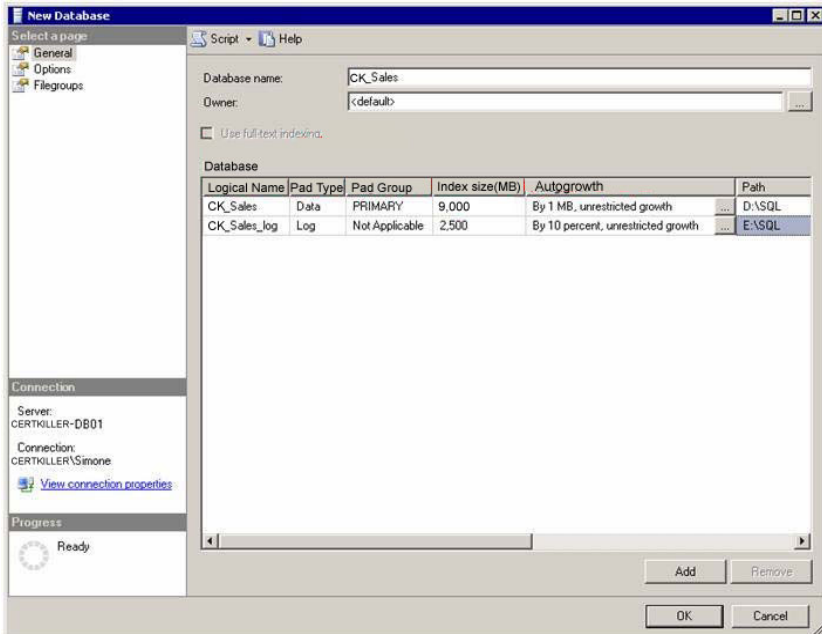 New Database
Select a page
General
Options
Filegroups
Script Help
Database name: CK_Sales
Owner: <default> ...
Use full-text indexing.
Database
Logical Name Pad Type Pad Group Index size(MB) Autogrowth Path
CK_Sales Data PRIMARY 9,000 By 1 MB, unrestricted growth ... D:\SQL
CK_Sales_log Log Not Applicable 2,500 By 10 percent, unrestricted growth ... E:\SQL
Connection
Server:
CERTKILLER-DB01
Connection:
CERTKILLER\Simone
View connection properties
Progress
Ready
Add Remove
OK Cancel